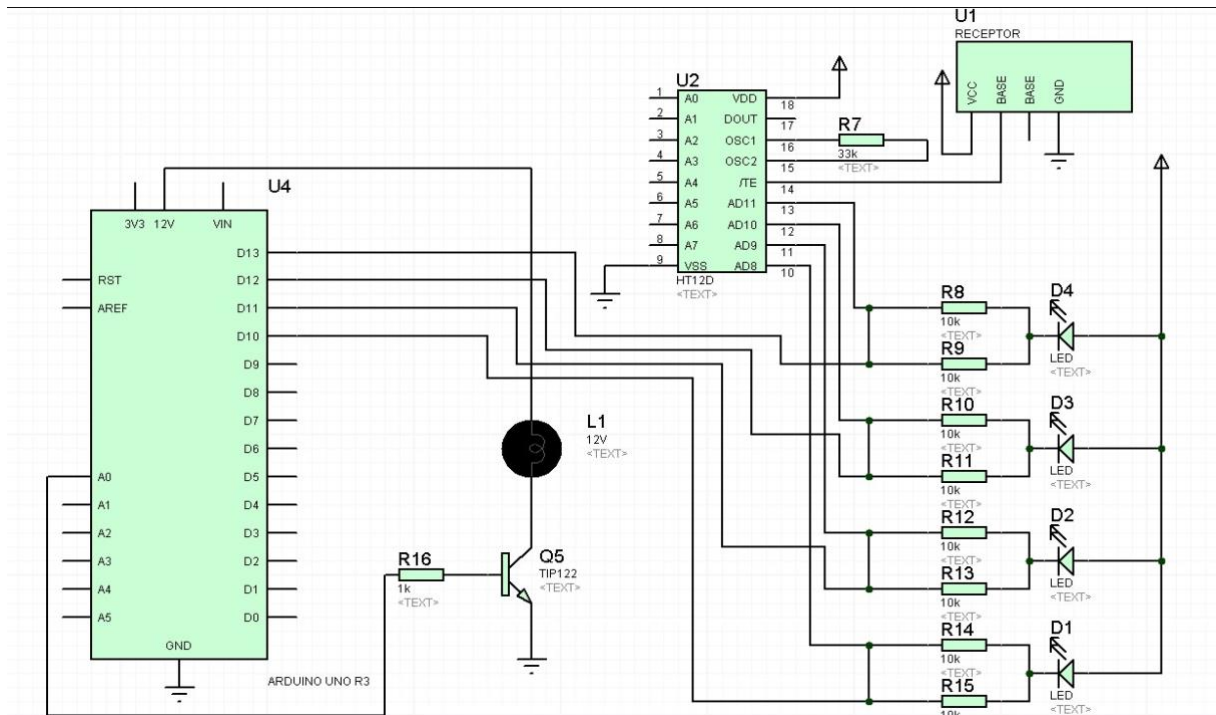 U1
RECEPTOR
VCC
BASE
BASE
GND
U2
1 A0 VDD 18
2 A1 DOUT 17
3 A2 OSC1 16
4 A3 OSC2 15
5 A4 /TE 14
6 A5 AD11 13
7 A6 AD10 12
8 A7 AD9 11
9 VSS AD8 10
HT12D
<TEXT>
R7
33k
<TEXT>
U4
3V3 12V VIN
D13
RST D12
AREF D11
D10
D9
D8
D7
D6
A0 D5
A1 D4
A2 D3
A3 D2
A4 D1
A5 D0
GND
ARDUINO UNO R3
L1
12V
<TEXT>
R16
1k
<TEXT>
Q5
TIP122
<TEXT>
R8
10k
<TEXT>
R9
10k
<TEXT>
D4
LED
<TEXT>
R10
10k
<TEXT>
R11
10k
<TEXT>
D3
LED
<TEXT>
R12
10k
<TEXT>
R13
10k
<TEXT>
D2
LED
<TEXT>
R14
10k
<TEXT>
R15
10k
D1
LED
<TEXT>